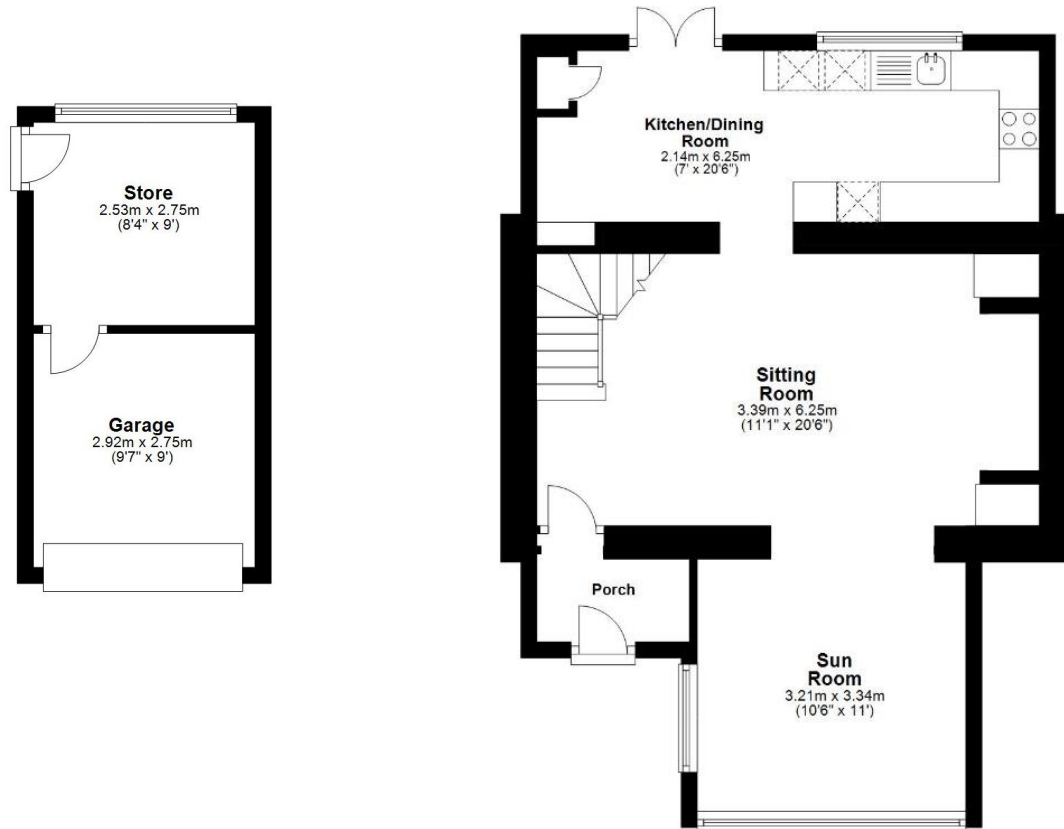 Store
2.53m x 2.75m
(8'4" x 9')
Garage
2.92m x 2.75m
(9'7" x 9')
Kitchen/Dining
Room
2.14m x 6.25m
(7' x 20'6")
Sitting
Room
3.39m x 6.25m
(11'1" x 20'6")
Porch
Sun
Room
3.21m x 3.34m
(10'6" x 11')